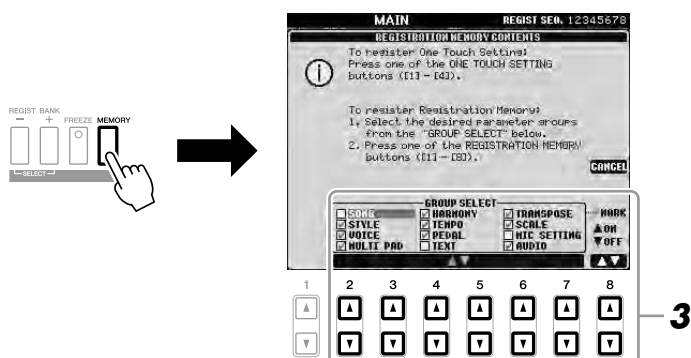 MAIN
REGIST SEQ. 12345678
REGISTRATION MEMORY CONTENTS
To register One Touch Setting:
Press one of the ONE TOUCH SETTING
buttons ([1] – [4]).
To register Registration Memory:
1. Select the desired parameter groups
from the "GROUP SELECT" below.
2. Press one of the REGISTRATION MEMORY
buttons ([1] – [8]).
CANCEL
REGIST BANK
– +
FREEZE
MEMORY
SELECT
GROUP SELECT
SONG HARMONY TRANSPOSE
STYLE TEMPO SCALE
VOICE PEDAL MIC SETTING
MULTI PAD TEXT AUDIO
MARK
▲ON
▼OFF
1 2 3 4 5 6 7 8
3